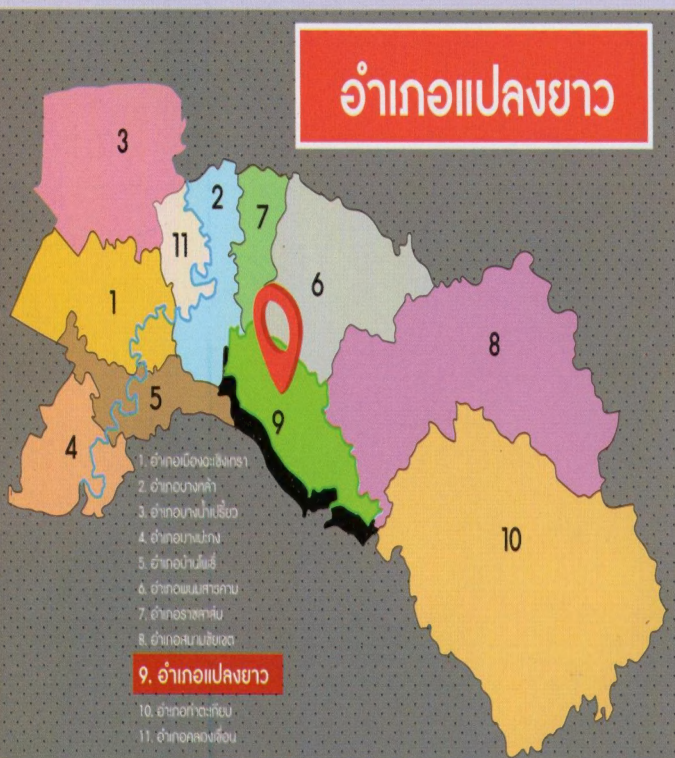 อำเภอแปลงยาว
3
2
7
11
6
1
8
5
9
4
10
1. อำเภอเมืองฉะเชิงเทรา
2. อำเภอบางคล้า
3. อำเภอบางน้ำเปรี้ยว
4. อำเภอบางปะกง
5. อำเภอบ้านโพธิ์
6. อำเภอพนมสารคาม
7. อำเภอราชสาส์น
8. อำเภอสนามชัยเขต
9. อำเภอแปลงยาว
10. อำเภอท่าตะเกียบ
11. อำเภอคลองเขื่อน